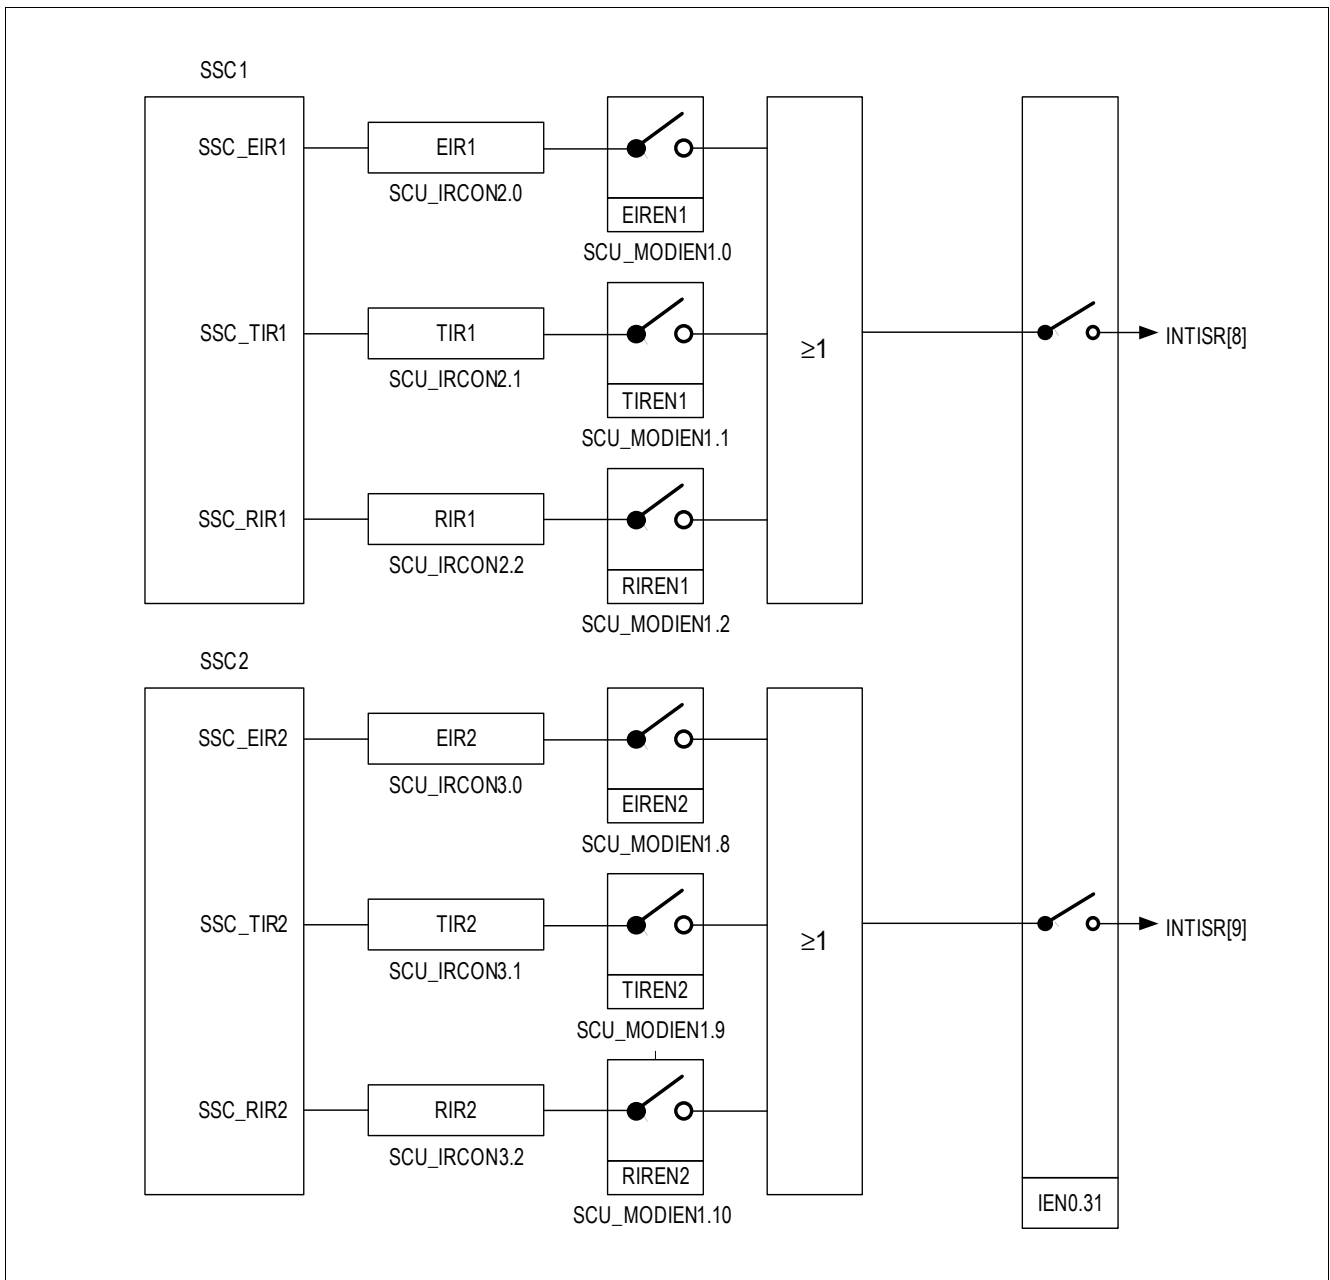 SSC1
SSC_EIR1
EIR1
SCU_IRCON2.0
EIREN1
SCU_MODIEN1.0
SSC_TIR1
TIR1
SCU_IRCON2.1
TIREN1
SCU_MODIEN1.1
≥1
INTISR[8]
SSC_RIR1
RIR1
SCU_IRCON2.2
RIREN1
SCU_MODIEN1.2
SSC2
SSC_EIR2
EIR2
SCU_IRCON3.0
EIREN2
SCU_MODIEN1.8
SSC_TIR2
TIR2
SCU_IRCON3.1
TIREN2
SCU_MODIEN1.9
≥1
INTISR[9]
SSC_RIR2
RIR2
SCU_IRCON3.2
RIREN2
SCU_MODIEN1.10
IEN0.31